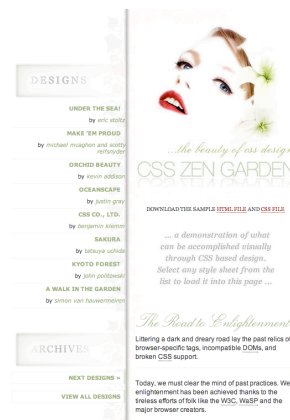 DESIGNS
UNDER THE SEA!
by eric stoltz
MAKE 'EM PROUD
by michael mcaghon and scotty
reifsnyder
ORCHID BEAUTY
by kevin addison
OCEANSCAPE
by justin gray
CSS CO., LTD.
by benjamin klemm
SAKURA
by tatsuya uchida
KYOTO FOREST
by john politowski
A WALK IN THE GARDEN
by simon van hauwermeiren
ARCHIVES
NEXT DESIGNS »
VIEW ALL DESIGNS
...the beauty of css design
CSS ZEN GARDEN
DOWNLOAD THE SAMPLE HTML FILE AND CSS FILE
... a demonstration of what
can be accomplished visually
through CSS based design.
Select any style sheet from the
list to load it into this page ...
The Road to Enlightenment
Littering a dark and dreary road lay the past relics of
browser-specific tags, incompatible DOMs, and
broken CSS support.
Today, we must clear the mind of past practices. We
enlightenment has been achieved thanks to the
tireless efforts of folk like the W3C, WaSP and the
major browser creators.